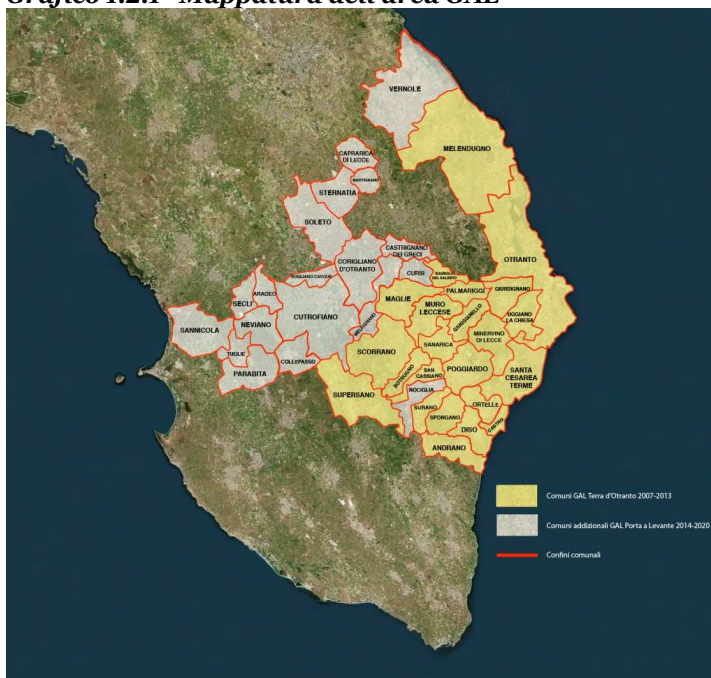 Grafico 1.2.1 Mappatura dell'area GAL
VERNOLE
MELENDUGNO
CAPRARICA
DI LECCE
MARTIGNANO
STERNATIA
SOLETO
OTRANTO
CASTRIGNANO
DEI GRECI
CORIGLIANO
D'OTRANTO
CURSI
BAGNOLO
DEL SALENTO
SOGLIANO CAVOUR
PALMARIGGI
GIURDIGNANO
ARADEO
SECLÌ
MAGLIE
MURO
LECCESE
GIUGGIANELLO
UGGIANO
LA CHIESA
CUTROFIANO
MELPIGNANO
SANNICOLA
NEVIANO
MINERVINO
DI LECCE
SANARICA
TUGLIE
COLLEPASSO
SCORRANO
PARABITA
BOTRUGNO
SAN
CASSIANO
POGGIARDO
SANTA
CESAREA
TERME
SUPERSANO
NOCIGLIA
SURANO
ORTELLE
SPONGANO
DISO
CASTRO
ANDRANO
Comuni GAL Terra d'Otranto 2007-2013
Comuni addizionali GAL Porta a Levante 2014-2020
Confini comunali